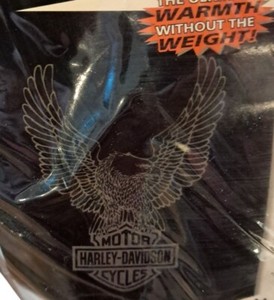 WARMTH
WITHOUT THE
WEIGHT!
MOTOR
HARLEY-DAVIDSON
CYCLES